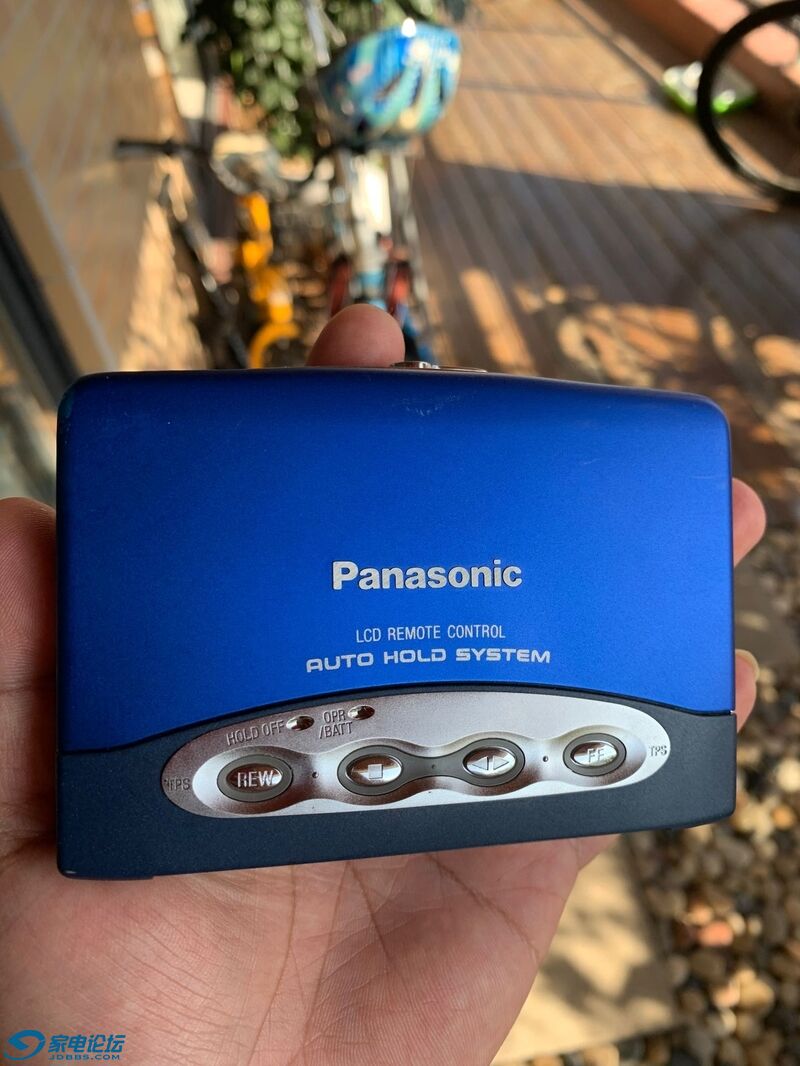 Panasonic
LCD REMOTE CONTROL
AUTO HOLD SYSTEM
HOLD OFF
OPR
/BATT
TPS
REW
FF
TPS
家电论坛
JDBBS.COM